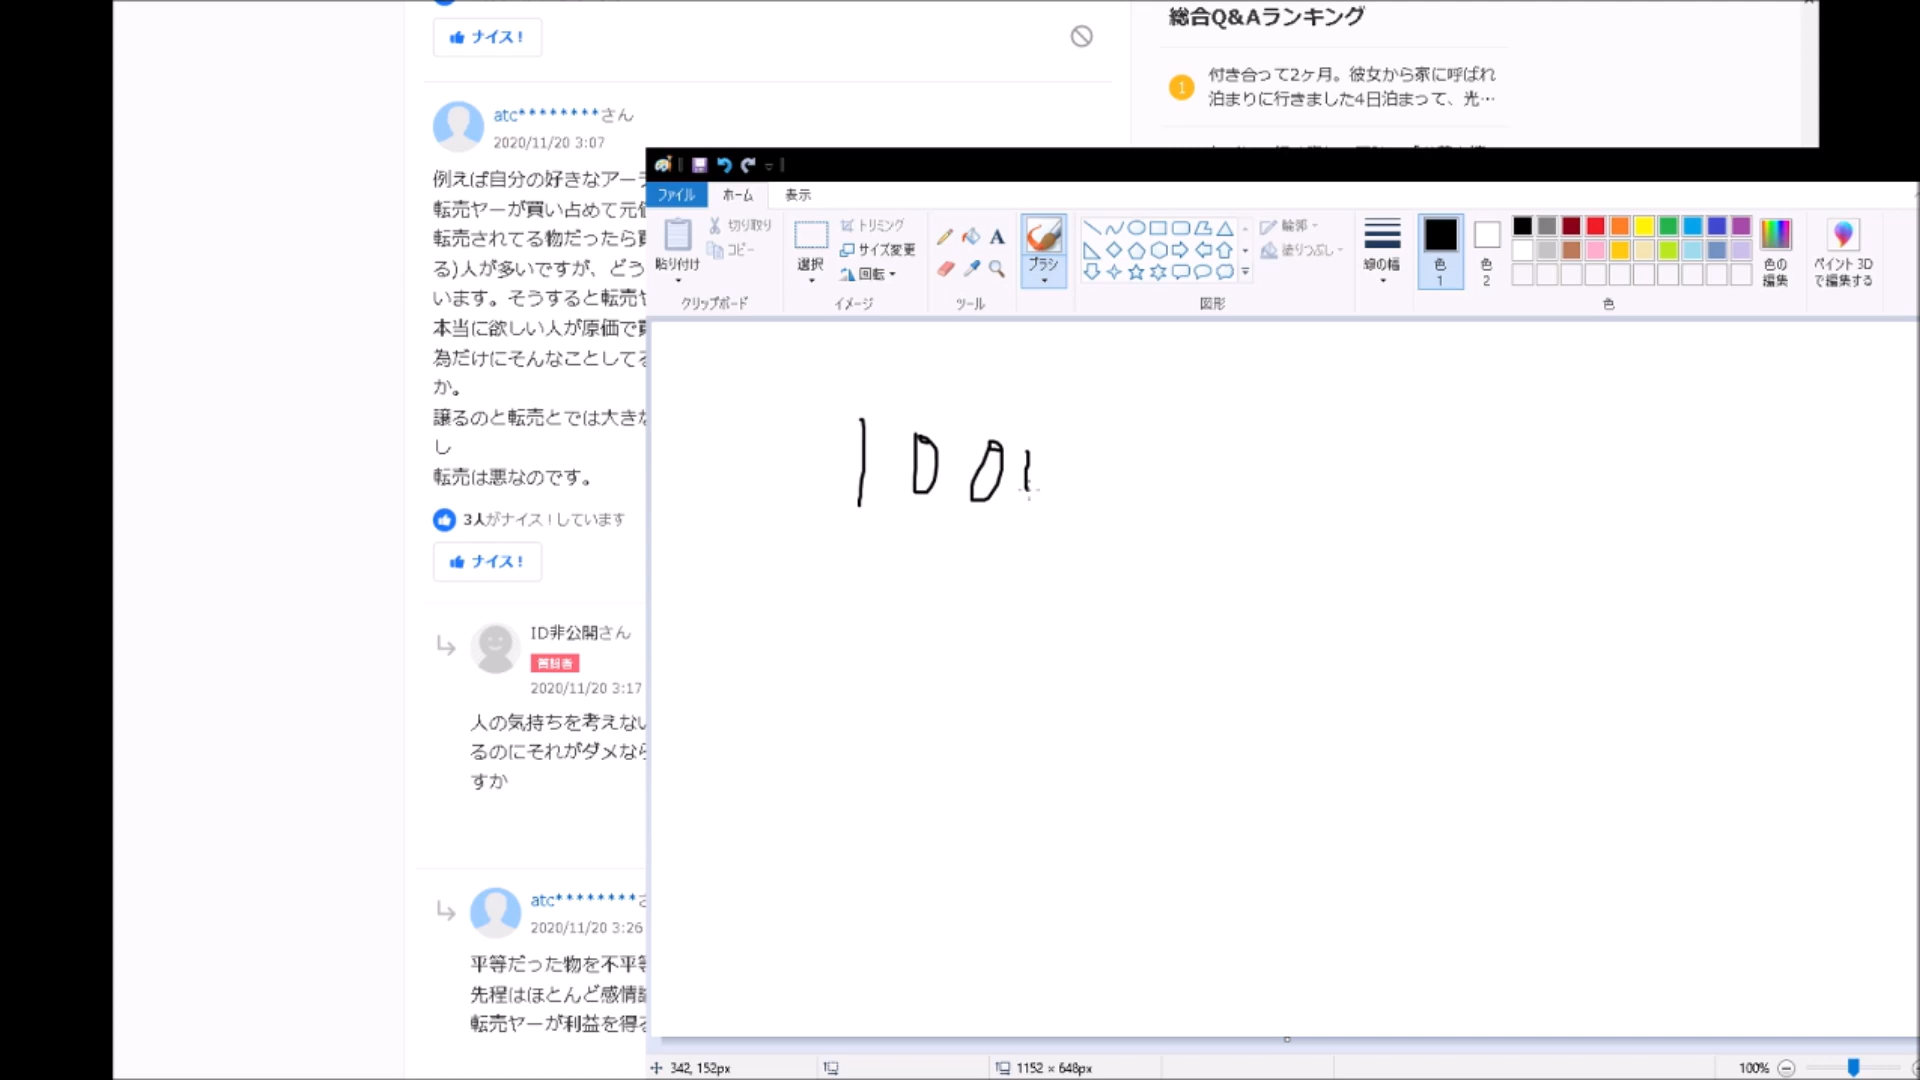 ナイス！
総合Q&Aランキング
1
付き合って2ヶ月。彼女から家に呼ばれ
泊まりに行きました4日泊まって、光…
atc********さん
2020/11/20 3:07
例えば自分の好きなアー
転売ヤーが買い占めて元
転売されてる物だったら
る)人が多いですが、どう
います。そうすると転売
本当に欲しい人が原価で
為だけにそんなことして
か。
譲るのと転売とでは大き
し
転売は悪なのです。
3人がナイス！しています
ナイス！
ID非公開さん
質問者
2020/11/20 3:17
人の気持ちを考えない
るのにそれがダメなら
すか
atc********さ
2020/11/20 3:26
平等だった物を不平等
先程はほとんど感情論
転売ヤーが利益を得る
ファイル
ホーム
表示
貼り付け
切り取り
コピー
クリップボード
選択
トリミング
サイズ変更
回転
イメージ
A
ツール
ブラシ
輪郭
塗りつぶし
図形
線の幅
色
1
色
2
色の
編集
色
ペイント 3D
で編集する
100
342, 152px
1152 × 648px
100%